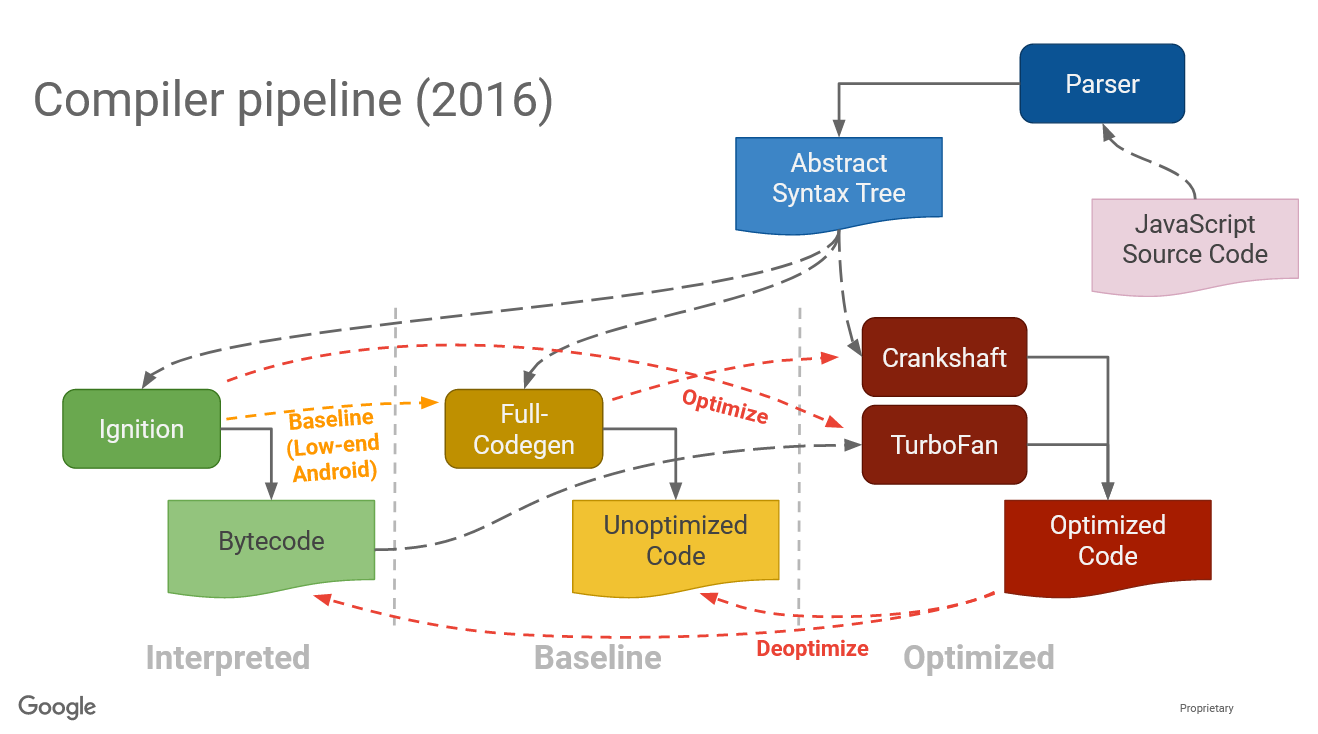 Compiler pipeline (2016)
Parser
Abstract
Syntax Tree
JavaScript
Source Code
Crankshaft
Ignition
Baseline
(Low-end
Android)
Full-
Codegen
Optimize
TurboFan
Bytecode
Unoptimized
Code
Optimized
Code
Deoptimize
Interpreted
Baseline
Optimized
Google
Proprietary